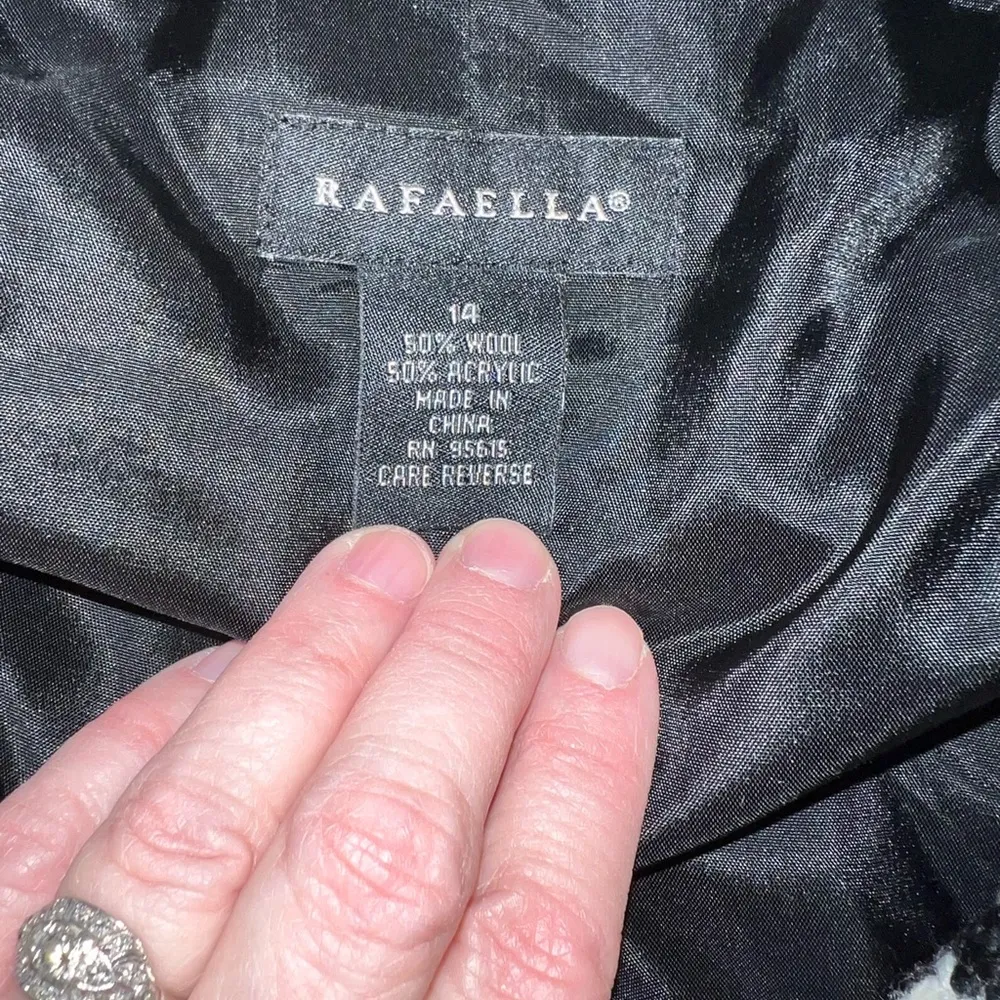 RAFAELLA®
14
50% WOOL
50% ACRYLIC
MADE IN
CHINA
RN 95615
CARE REVERSE